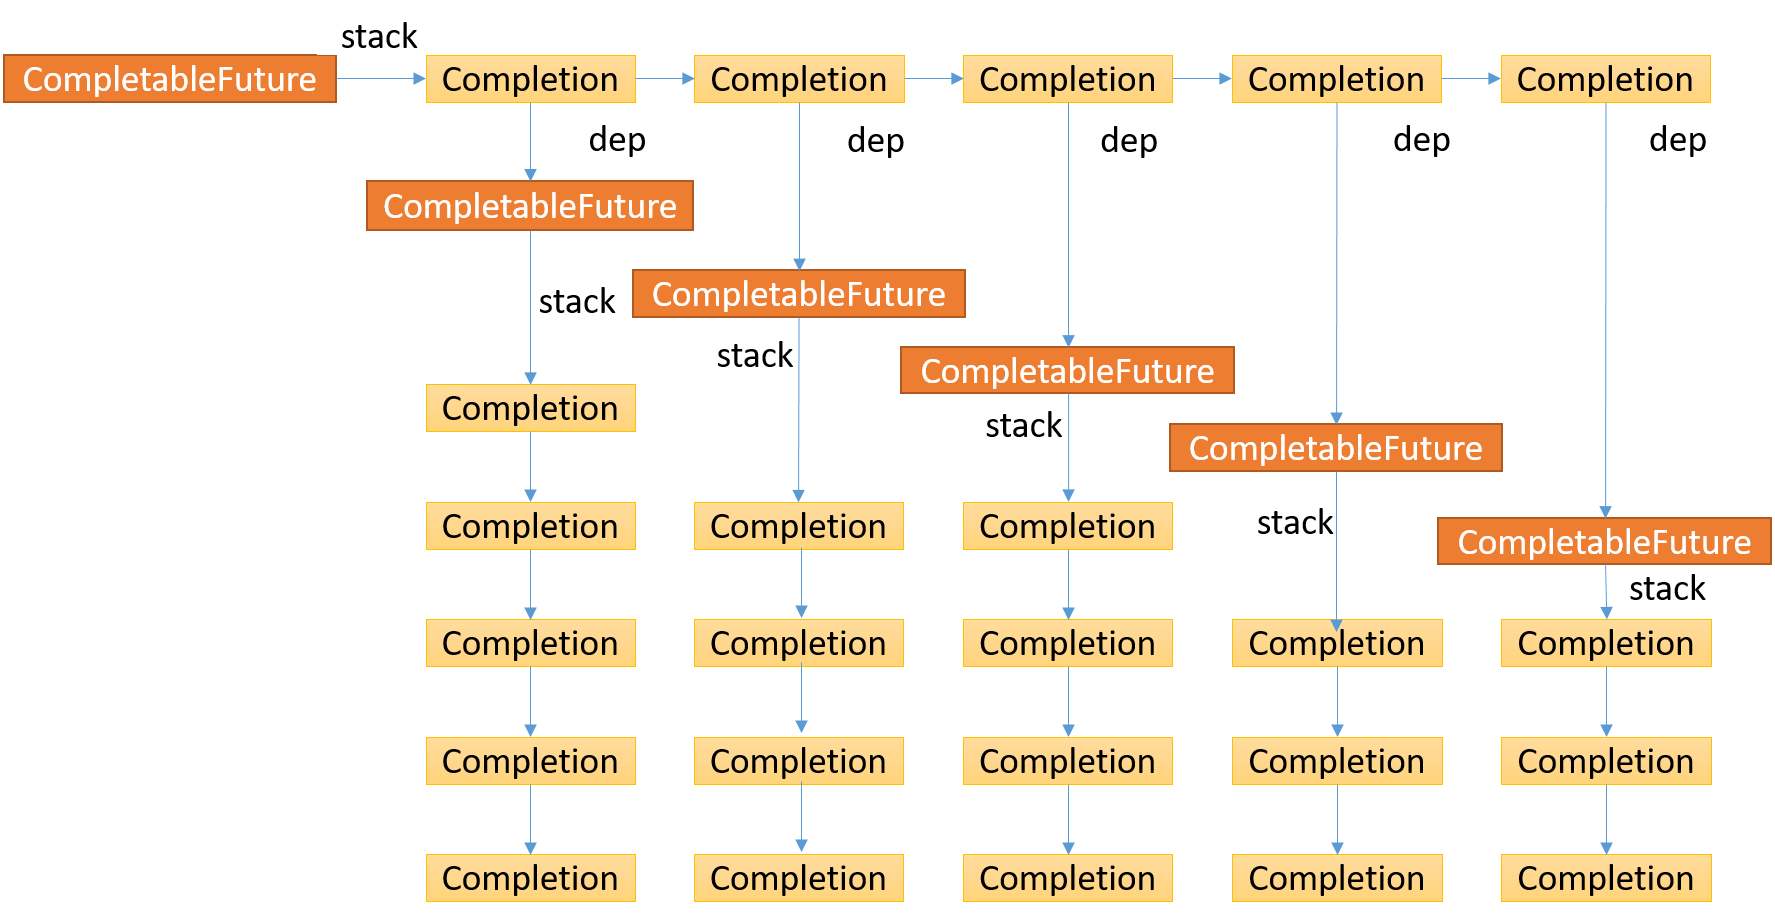 stack
CompletableFuture Completion Completion Completion Completion Completion
dep dep dep dep dep
CompletableFuture
CompletableFuture
stack
stack
CompletableFuture
Completion
stack
CompletableFuture
Completion Completion Completion
stack
CompletableFuture
stack
Completion Completion Completion Completion Completion
Completion Completion Completion Completion Completion
Completion Completion Completion Completion Completion